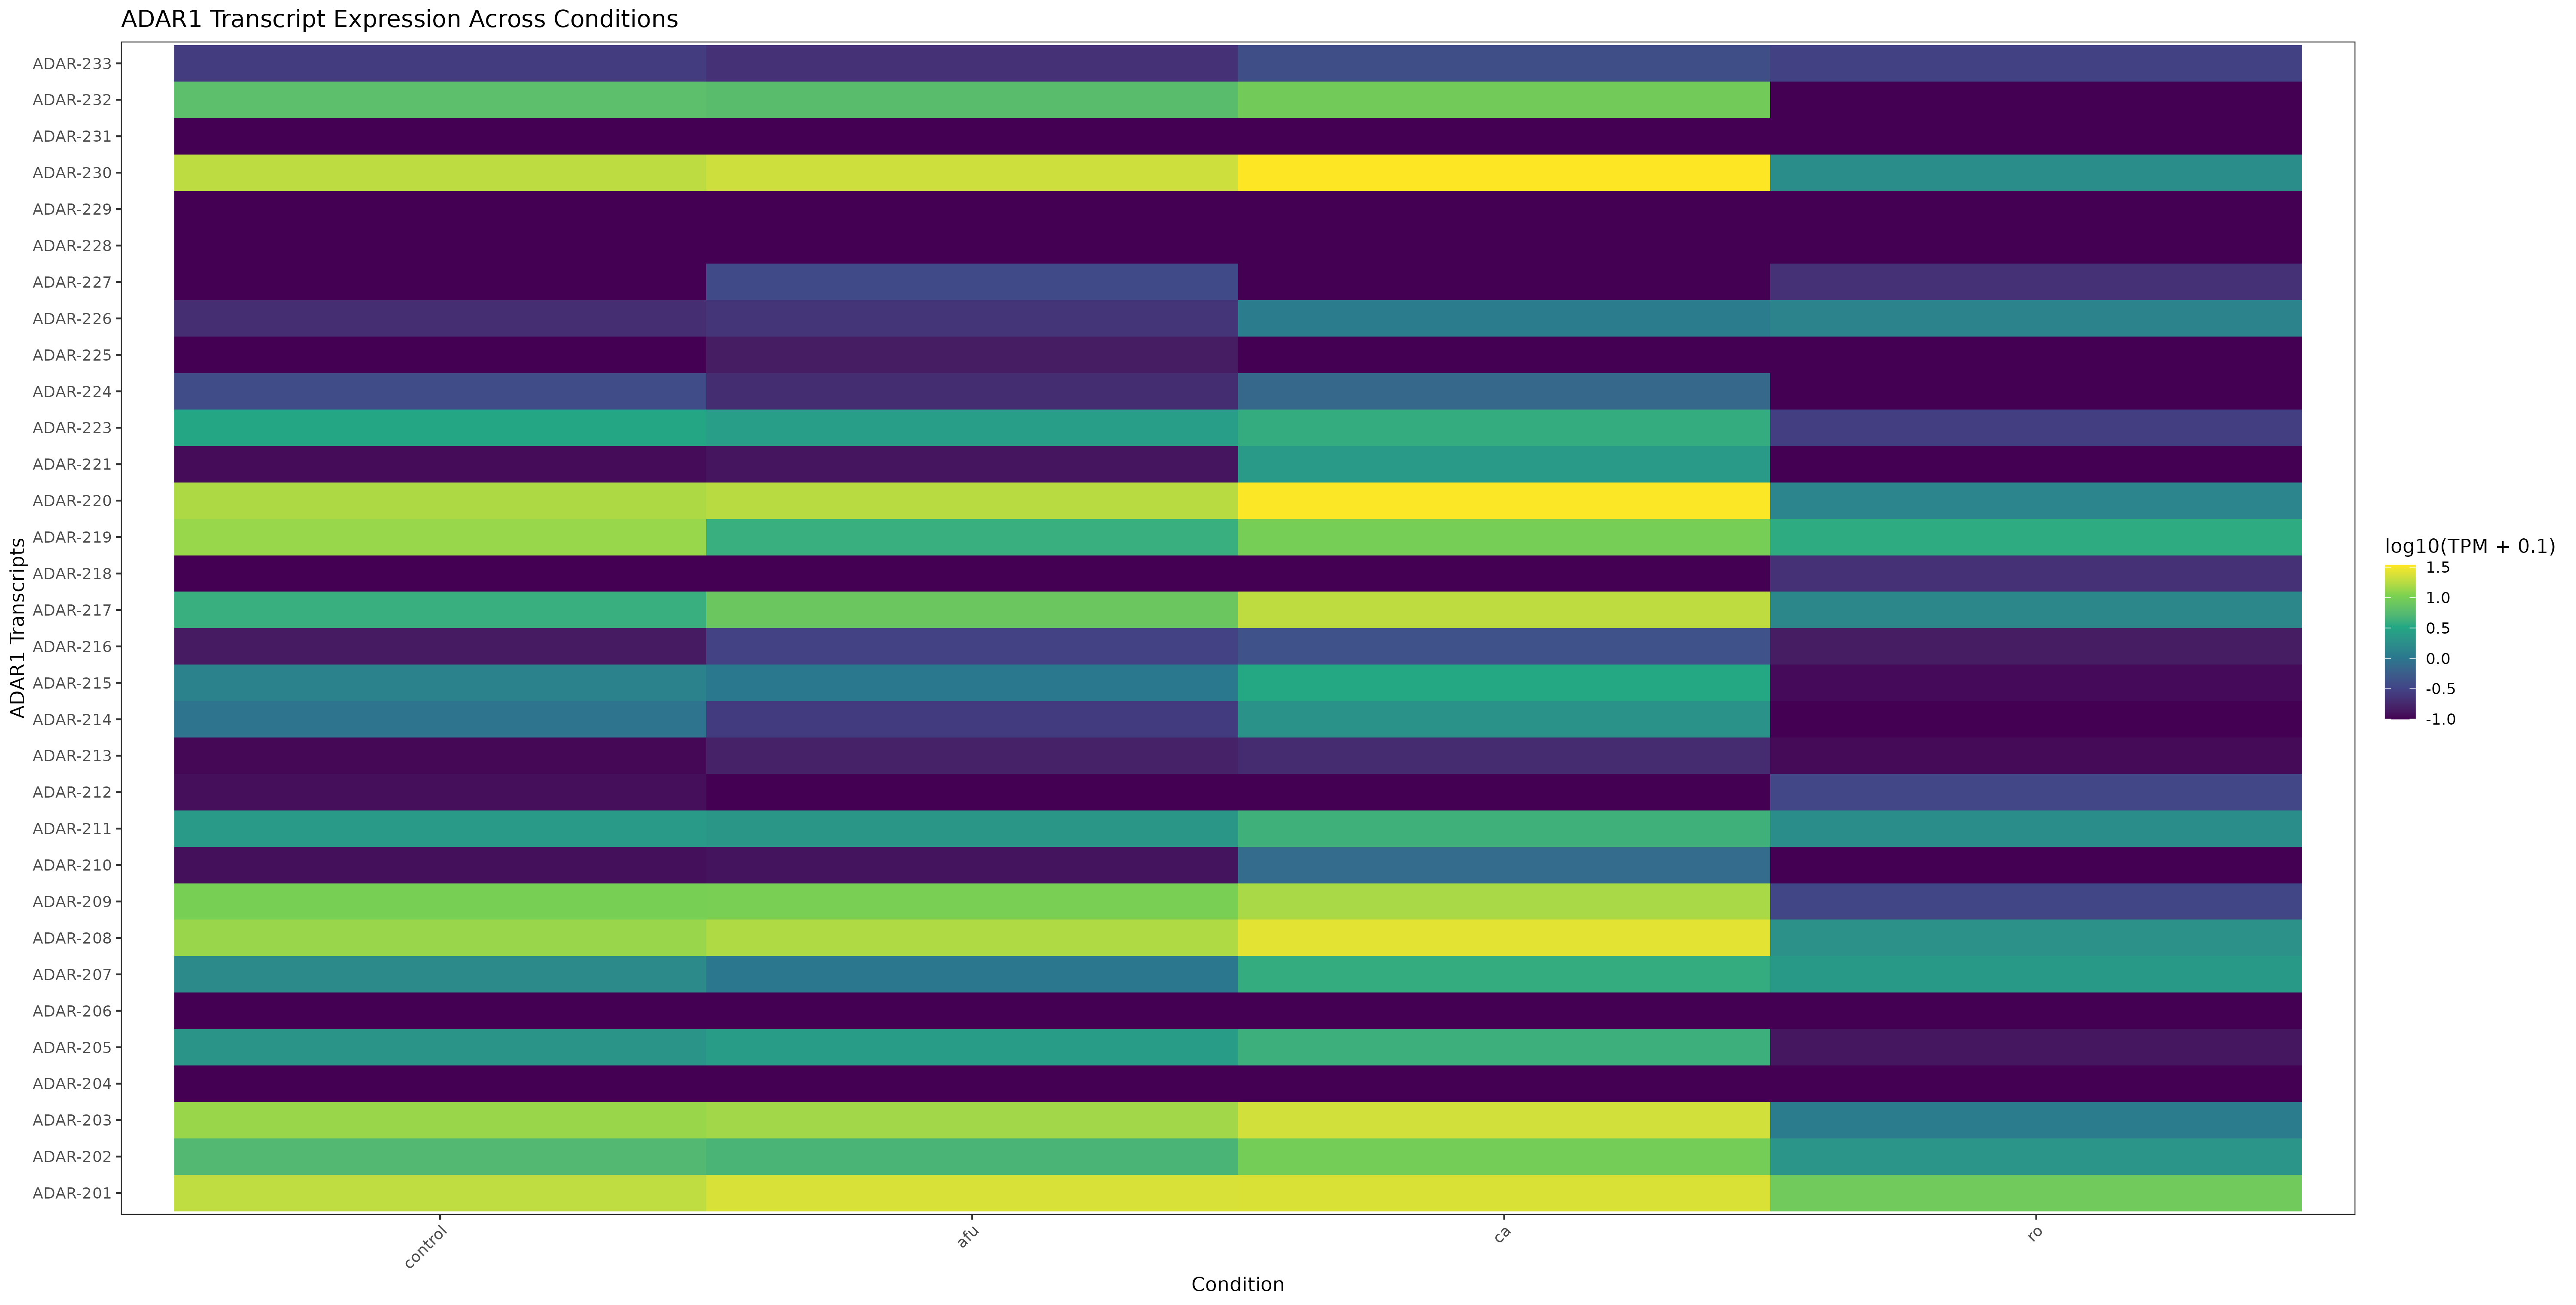 ADAR1 Transcript Expression Across Conditions
ADAR1 Transcripts
ADAR-233
ADAR-232
ADAR-231
ADAR-230
ADAR-229
ADAR-228
ADAR-227
ADAR-226
ADAR-225
ADAR-224
ADAR-223
ADAR-221
ADAR-220
ADAR-219
ADAR-218
ADAR-217
ADAR-216
ADAR-215
ADAR-214
ADAR-213
ADAR-212
ADAR-211
ADAR-210
ADAR-209
ADAR-208
ADAR-207
ADAR-206
ADAR-205
ADAR-204
ADAR-203
ADAR-202
ADAR-201
control
afu
ca
ro
Condition
log10(TPM + 0.1)
1.5
1.0
0.5
0.0
-0.5
-1.0